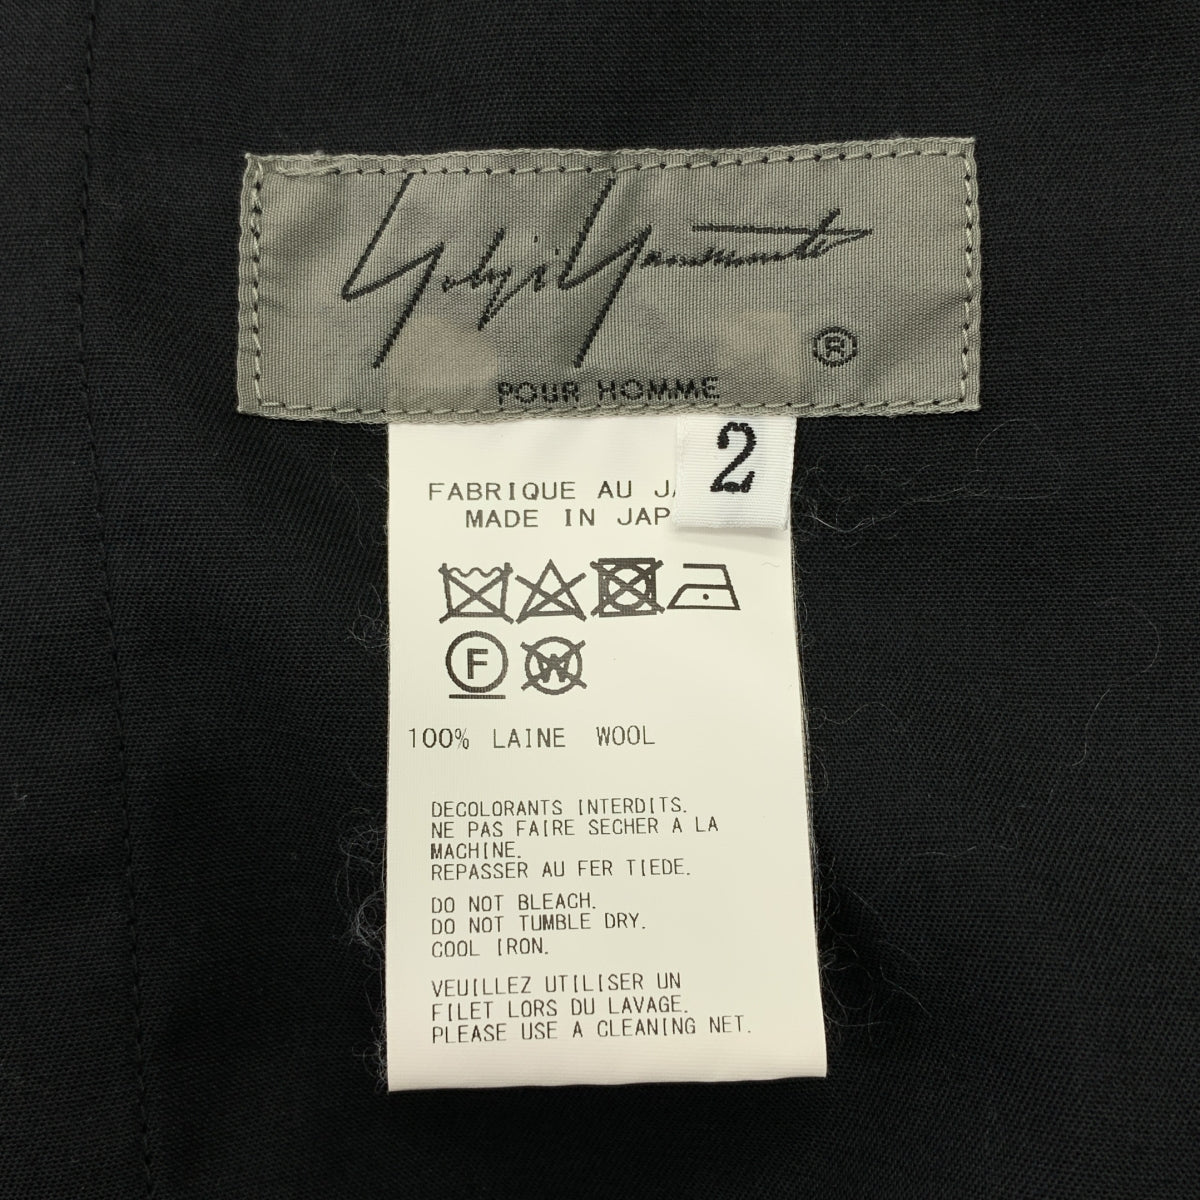 Yohji Yamamoto
®
POUR HOMME
2
FABRIQUE AU JA
MADE IN JAP
F
W
100% LAINE WOOL
DECOLORANTS INTERDITS.
NE PAS FAIRE SECHER A LA
MACHINE.
REPASSER AU FER TIEDE.
DO NOT BLEACH.
DO NOT TUMBLE DRY.
COOL IRON.
VEUILLEZ UTILISER UN
FILET LORS DU LAVAGE.
PLEASE USE A CLEANING NET.